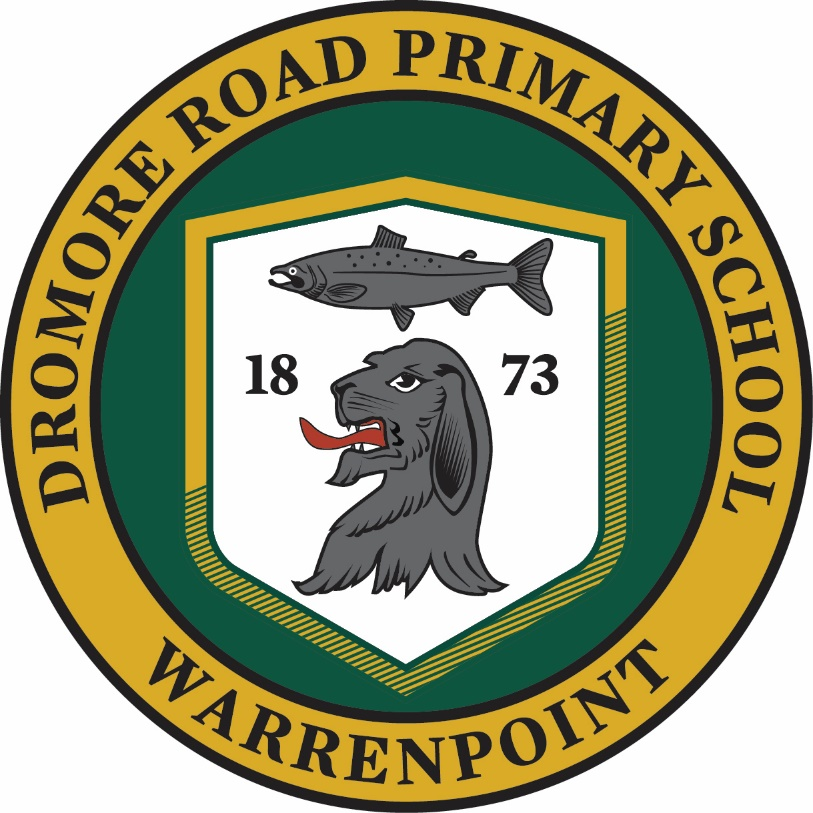 DROMORE ROAD PRIMARY SCHOOL
18 73
WARRENPOINT